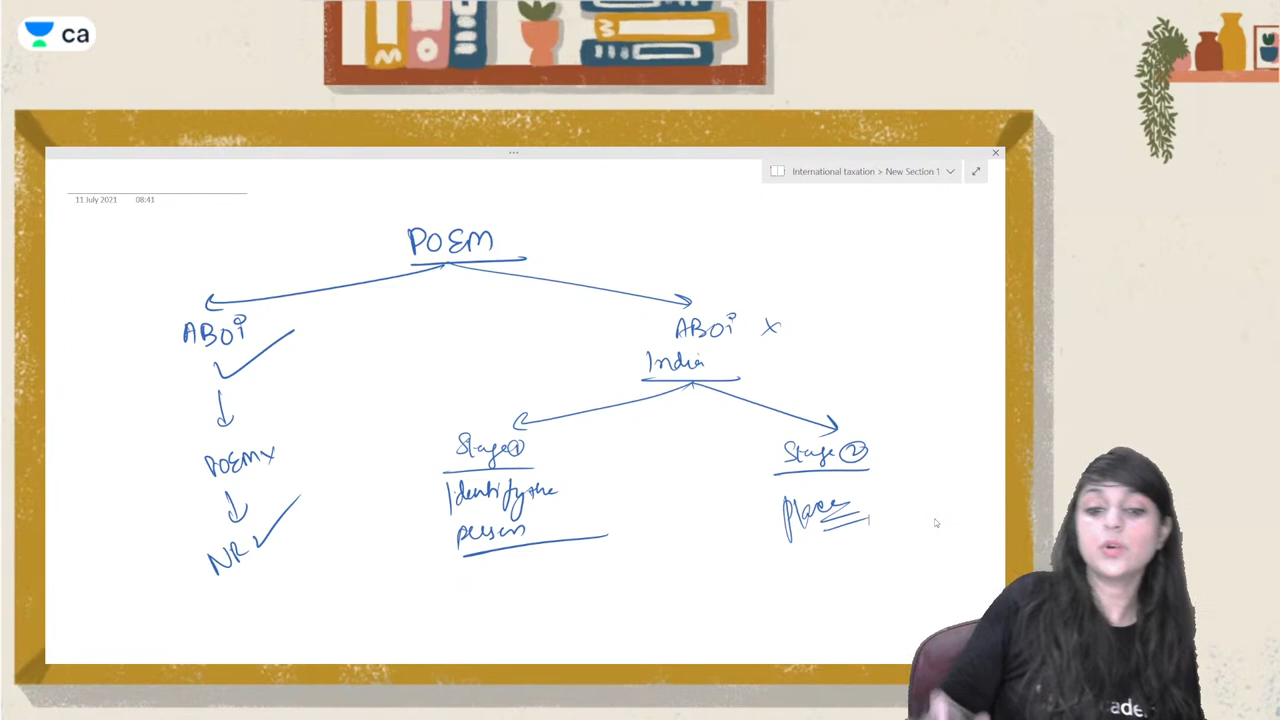 ca
International taxation > New Section 1
11 July 2021 08:41
POEM
ABOI
ABOI x
India
POEM x
NR
Stage 1
Identify the
person
Stage 2
Place
ade